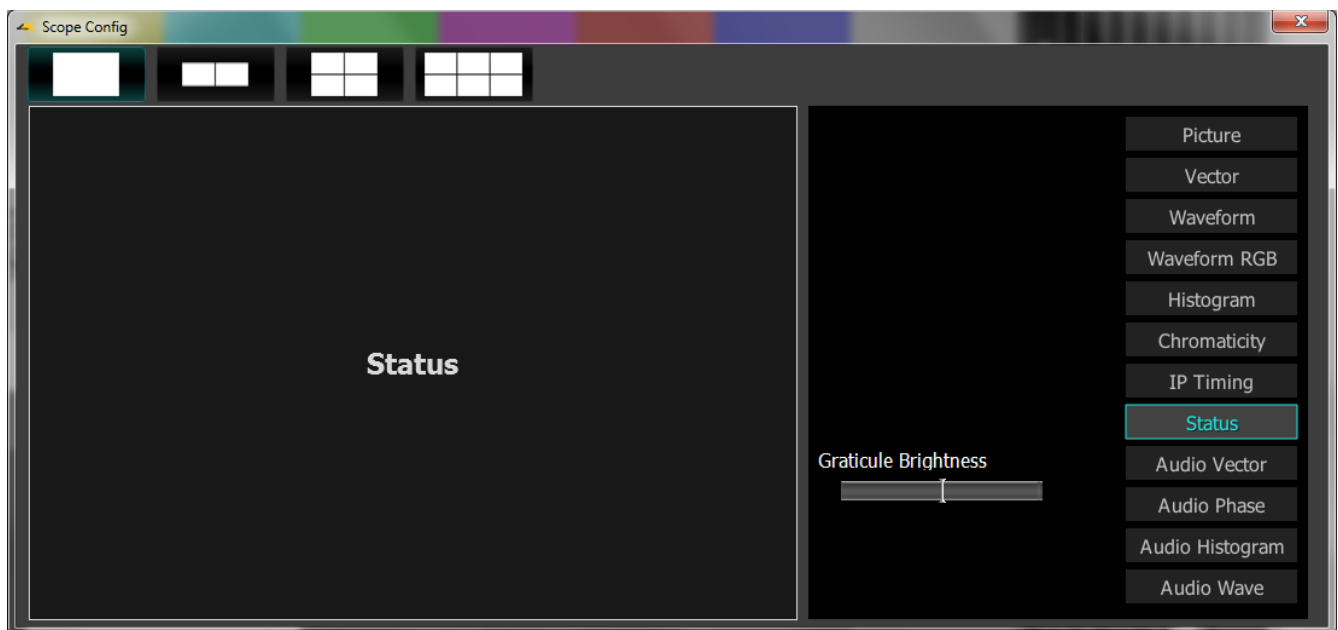 Scope Config
Picture
Vector
Waveform
Waveform RGB
Histogram
Chromaticity
IP Timing
Status
Status
Graticule Brightness
Audio Vector
Audio Phase
Audio Histogram
Audio Wave